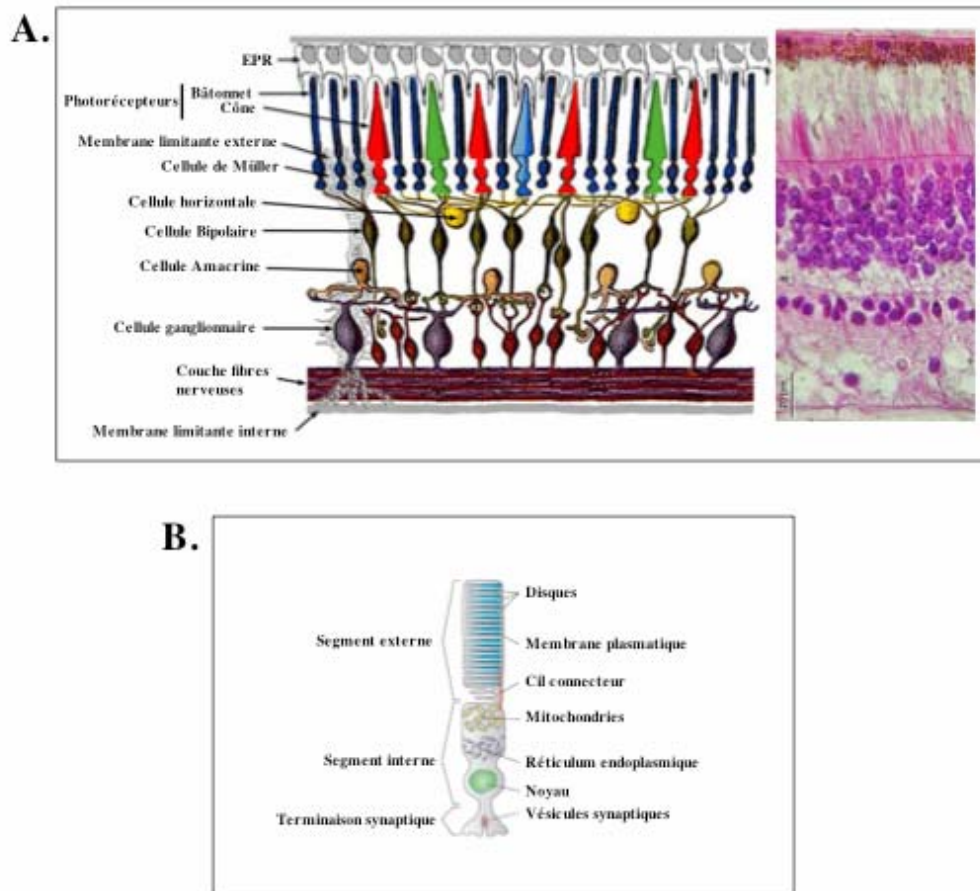 A.
EPR
Photorécepteurs
Bâtonnet
Cône
Membrane limitante externe
Cellule de Müller
Cellule horizontale
Cellule Bipolaire
Cellule Amacrine
Cellule ganglionnaire
Couche fibres
nerveuses
Membrane limitante interne
B.
Segment externe
Segment interne
Terminaison synaptique
Disques
Membrane plasmatique
Cil connecteur
Mitochondries
Réticulum endoplasmique
Noyau
Vésicules synaptiques